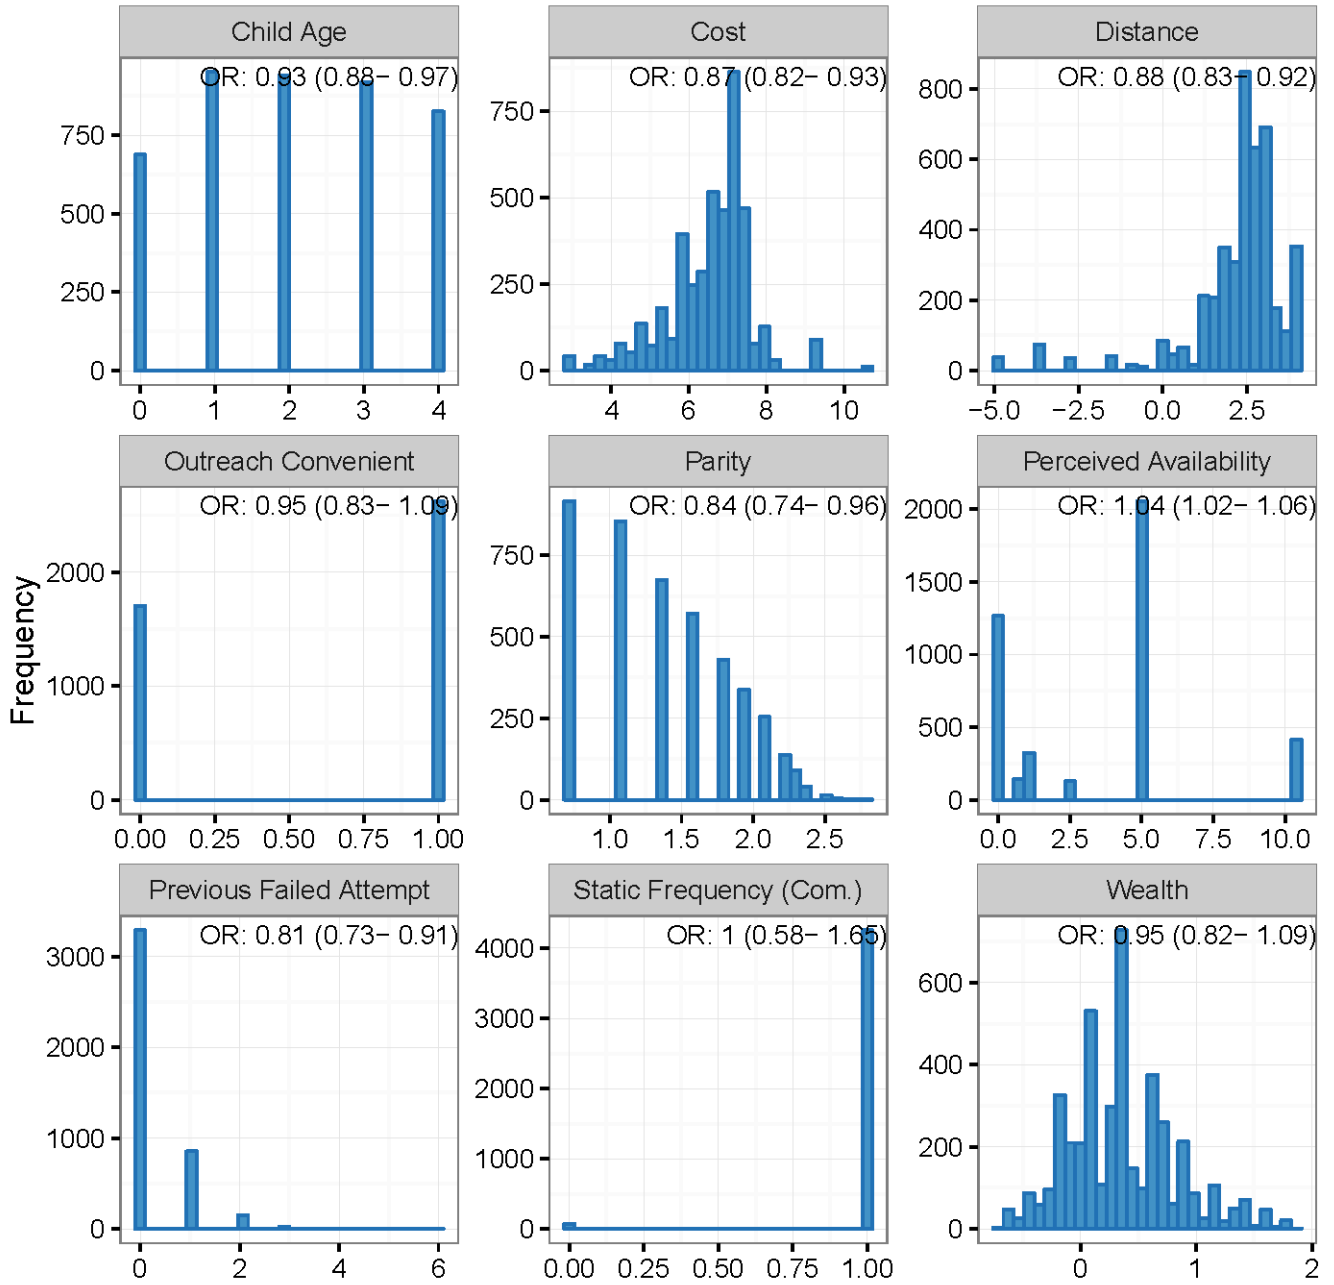 Child Age
Cost
Distance
OR: 0.93 (0.88− 0.97)
OR: 0.87 (0.82− 0.93)
OR: 0.88 (0.83− 0.92)
750
500
250
0
750
500
250
0
800
600
400
200
0
0 1 2 3 4
4 6 8 10
−5.0 −2.5 0.0 2.5
Outreach Convenient
Parity
Perceived Availability
OR: 0.95 (0.83− 1.09)
OR: 0.84 (0.74− 0.96)
OR: 1.04 (1.02− 1.06)
Frequency
2000
1000
0
750
500
250
0
2000
1500
1000
500
0
0.00 0.25 0.50 0.75 1.00
1.0 1.5 2.0 2.5
0.0 2.5 5.0 7.5 10.0
Previous Failed Attempt
Static Frequency (Com.)
Wealth
OR: 0.81 (0.73− 0.91)
OR: 1 (0.58− 1.65)
OR: 0.95 (0.82− 1.09)
3000
2000
1000
0
4000
3000
2000
1000
0
600
400
200
0
0 2 4 6
0.00 0.25 0.50 0.75 1.00
0 1 2